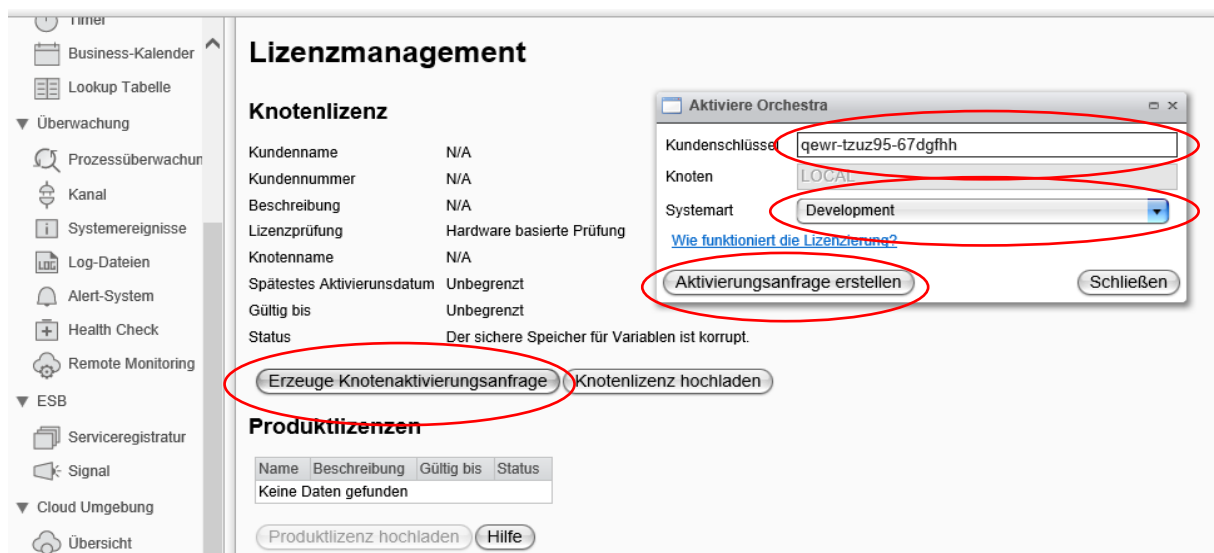 Timer
Business-Kalender
Lookup Tabelle
Überwachung
Prozessüberwachun
Kanal
Systemereignisse
Log-Dateien
Alert-System
Health Check
Remote Monitoring
ESB
Serviceregistratur
Signal
Cloud Umgebung
Übersicht
Lizenzmanagement
Knotenlizenz
Kundenname N/A
Kundennummer N/A
Beschreibung N/A
Lizenzprüfung Hardware basierte Prüfung
Knotenname N/A
Spätestes Aktivierunsdatum Unbegrenzt
Gültig bis Unbegrenzt
Status Der sichere Speicher für Variablen ist korrupt.
Erzeuge Knotenaktivierungsanfrage Knotenlizenz hochladen
Produktlizenzen
Name Beschreibung Gültig bis Status
Keine Daten gefunden
Produktlizenz hochladen Hilfe
Aktiviere Orchestra
Kundenschlüssel qewr-tzuz95-67dgfhh
Knoten LOCAL
Systemart Development
Wie funktioniert die Lizenzierung?
Aktivierungsanfrage erstellen Schließen